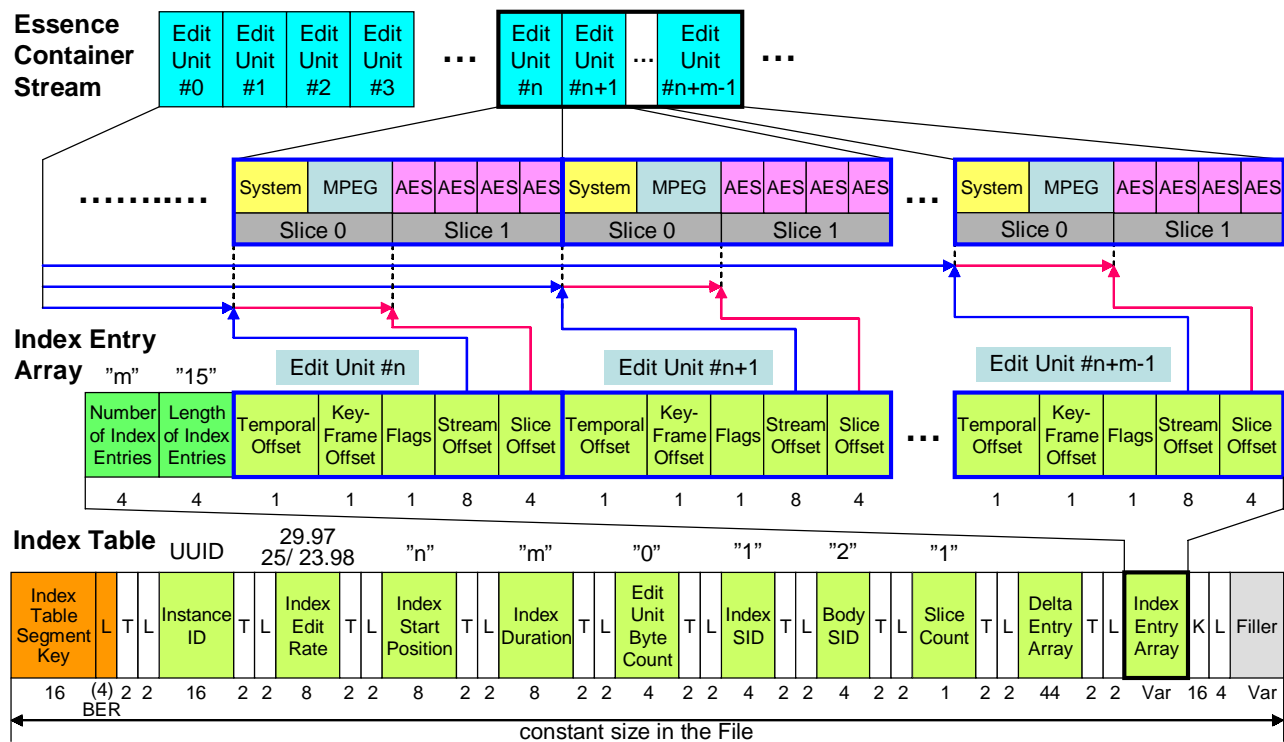 Essence
Container
Stream
Edit Unit #0
Edit Unit #1
Edit Unit #2
Edit Unit #3
...
Edit Unit #n
Edit Unit #n+1
...
Edit Unit #n+m-1
...
............
System MPEG AES AES AES AES System MPEG AES AES AES AES ... System MPEG AES AES AES AES
Slice 0 Slice 1 Slice 0 Slice 1 Slice 0 Slice 1
Index Entry
Array
"m" "15"
Edit Unit #n Edit Unit #n+1 Edit Unit #n+m-1
Number of Index Entries
Length of Index Entries
Temporal Offset
Key-Frame Offset
Flags
Stream Offset
Slice Offset
Temporal Offset
Key-Frame Offset
Flags
Stream Offset
Slice Offset
...
Temporal Offset
Key-Frame Offset
Flags
Stream Offset
Slice Offset
4 4 1 1 1 8 4 1 1 1 8 4 1 1 1 8 4
Index Table
UUID
29.97
25/ 23.98
"n" "m" "0" "1" "2" "1"
Index Table Segment Key
L
T
L
Instance ID
T
L
Index Edit Rate
T
L
Index Start Position
T
L
Index Duration
T
L
Edit Unit Byte Count
T
L
Index SID
T
L
Body SID
T
L
Slice Count
T
L
Delta Entry Array
T
L
Index Entry Array
K
L
Filler
16 (4) 2 2 16 2 2 8 2 2 8 2 2 8 2 2 4 2 2 4 2 2 4 2 2 1 2 2 44 2 2 Var 16 4 Var
BER
constant size in the File